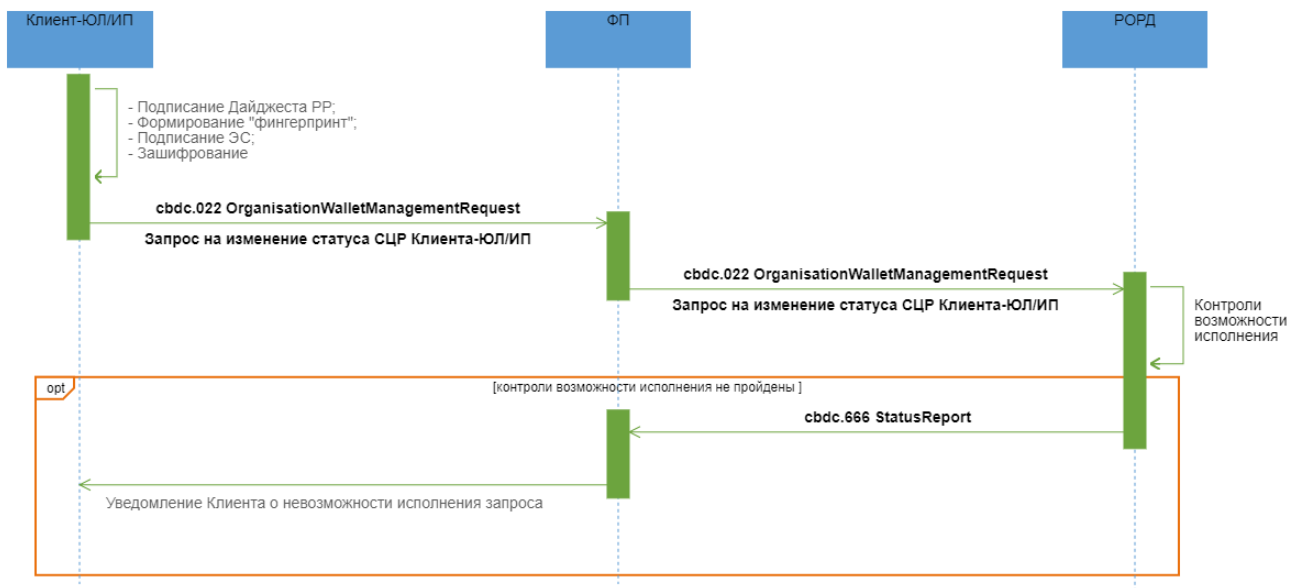 Клиент-ЮЛ/ИП
ФП
РОРД
- Подписание Дайджеста РР;
- Формирование "фингерпринт";
- Подписание ЭС;
- Зашифрование
cbdc.022 OrganisationWalletManagementRequest
Запрос на изменение статуса СЦР Клиента-ЮЛ/ИП
cbdc.022 OrganisationWalletManagementRequest
Запрос на изменение статуса СЦР Клиента-ЮЛ/ИП
Контроли
возможности
исполнения
opt
[контроли возможности исполнения не пройдены ]
cbdc.666 StatusReport
Уведомление Клиента о невозможности исполнения запроса